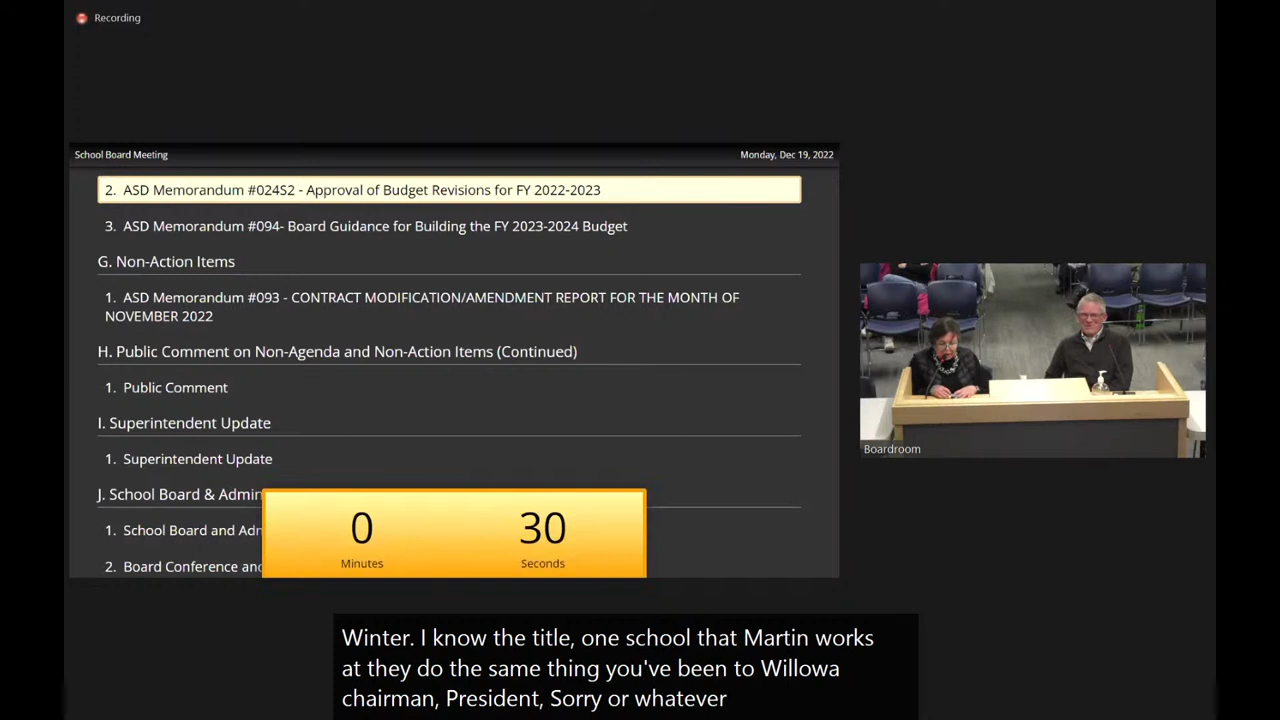 Recording
School Board Meeting
Monday, Dec 19, 2022
2. ASD Memorandum #024S2 - Approval of Budget Revisions for FY 2022-2023
3. ASD Memorandum #094- Board Guidance for Building the FY 2023-2024 Budget
G. Non-Action Items
1. ASD Memorandum #093 - CONTRACT MODIFICATION/AMENDMENT REPORT FOR THE MONTH OF
NOVEMBER 2022
H. Public Comment on Non-Agenda and Non-Action Items (Continued)
1. Public Comment
I. Superintendent Update
1. Superintendent Update
J. School Board & Admin
1. School Board and Adn
2. Board Conference and
0
30
Minutes
Seconds
Boardroom
Winter. I know the title, one school that Martin works
at they do the same thing you've been to Willowa
chairman, President, Sorry or whatever